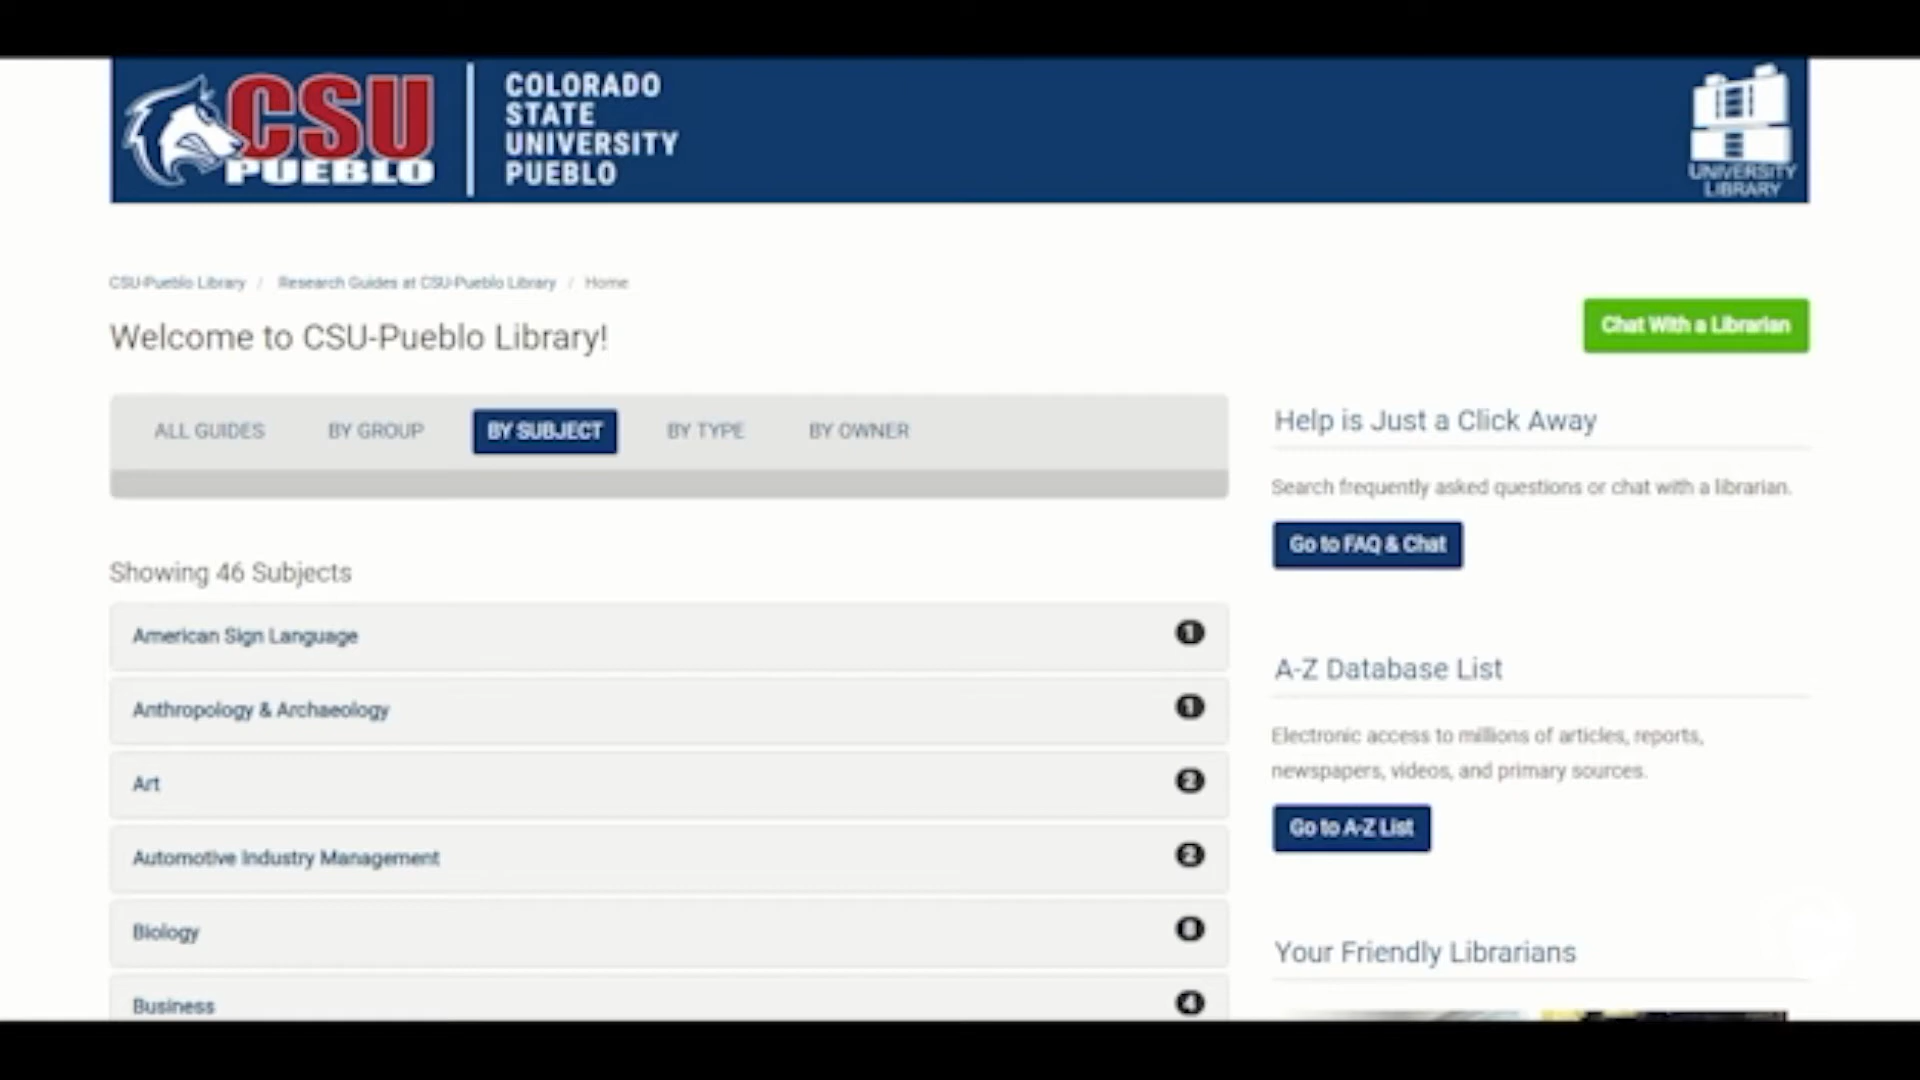 CSU
PUEBLO
COLORADO
STATE
UNIVERSITY
PUEBLO
UNIVERSITY
LIBRARY
CSU-Pueblo Library / Research Guides at CSU-Pueblo Library / Home
Welcome to CSU-Pueblo Library!
Chat With a Librarian
ALL GUIDES BY GROUP BY SUBJECT BY TYPE BY OWNER
Showing 46 Subjects
American Sign Language 1
Anthropology & Archaeology 1
Art 2
Automotive Industry Management 2
Biology
Business 4
Help is Just a Click Away
Search frequently asked questions or chat with a librarian.
Go to FAQ & Chat
A-Z Database List
Electronic access to millions of articles, reports,
newspapers, videos, and primary sources.
Go to A-Z List
Your Friendly Librarians